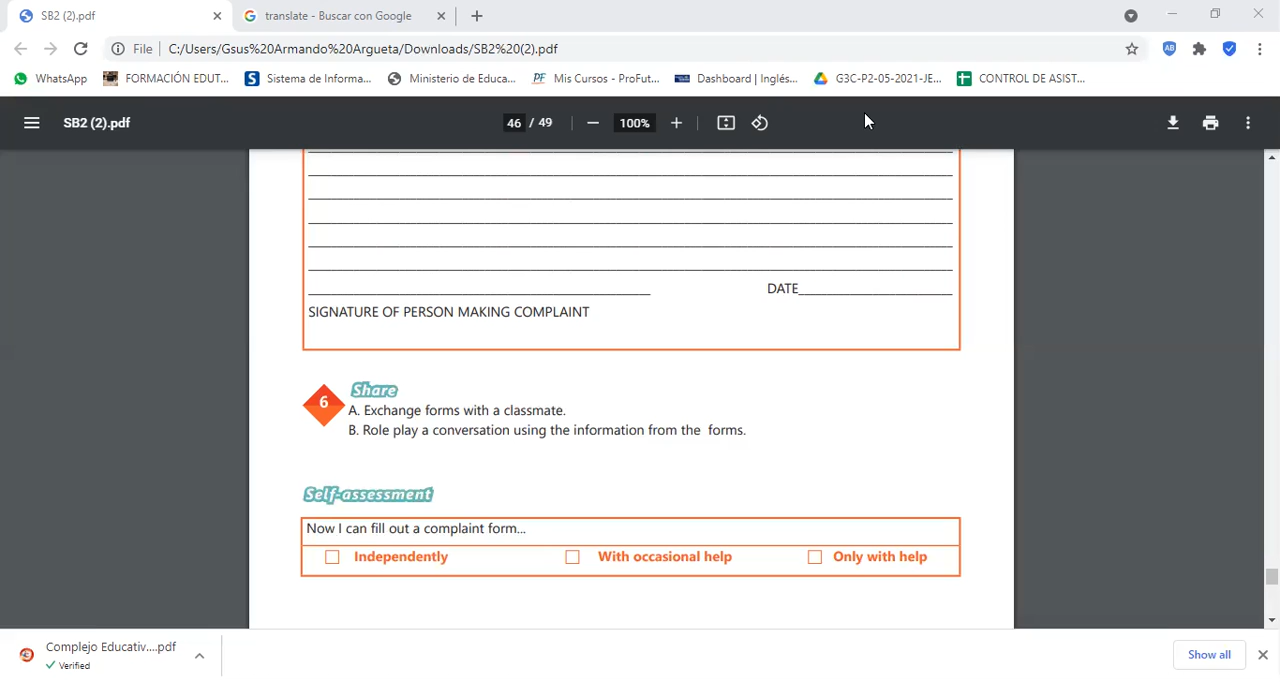 SB2 (2).pdf
translate - Buscar con Google
File C:/Users/Gsus%20Armando%20Argueta/Downloads/SB2%20(2).pdf
AB
WhatsApp
FORMACIÓN EDUT...
S Sistema de Informa...
Ministerio de Educa...
PF Mis Cursos - ProFut...
Dashboard | Inglés...
G3C-P2-05-2021-JE...
CONTROL DE ASIST...
SB2 (2).pdf
46 / 49
100%
DATE
SIGNATURE OF PERSON MAKING COMPLAINT
6 Share
A. Exchange forms with a classmate.
B. Role play a conversation using the information from the forms.
Self-assessment
Now I can fill out a complaint form...
Independently
With occasional help
Only with help
Complejo Educativ....pdf
Verified
Show all